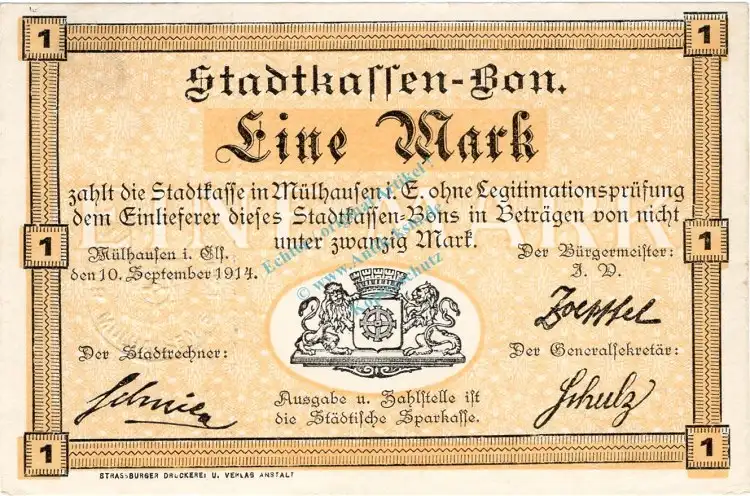 1 1
Stadtkassen-Bon.
Eine Mark
zahlt die Stadtkasse in Mülhausen i. E. ohne Legitimationsprüfung
dem Einlieferer dieses Stadtkassen-Bons in Beträgen von nicht
unter zwanzig Mark.
EINE MARK
1 1
Mülhausen i. Els.
den 10. September 1914.
Der Bürgermeister:
J. V.
Zoepffel
Der Stadtrechner:
Der Generalsekretär:
Schulz
Ausgabe u. Zahlstelle ist
die Städtische Sparkasse.
1 1
STRASSBURGER DRUCKEREI U. VERLAGS ANSTALT